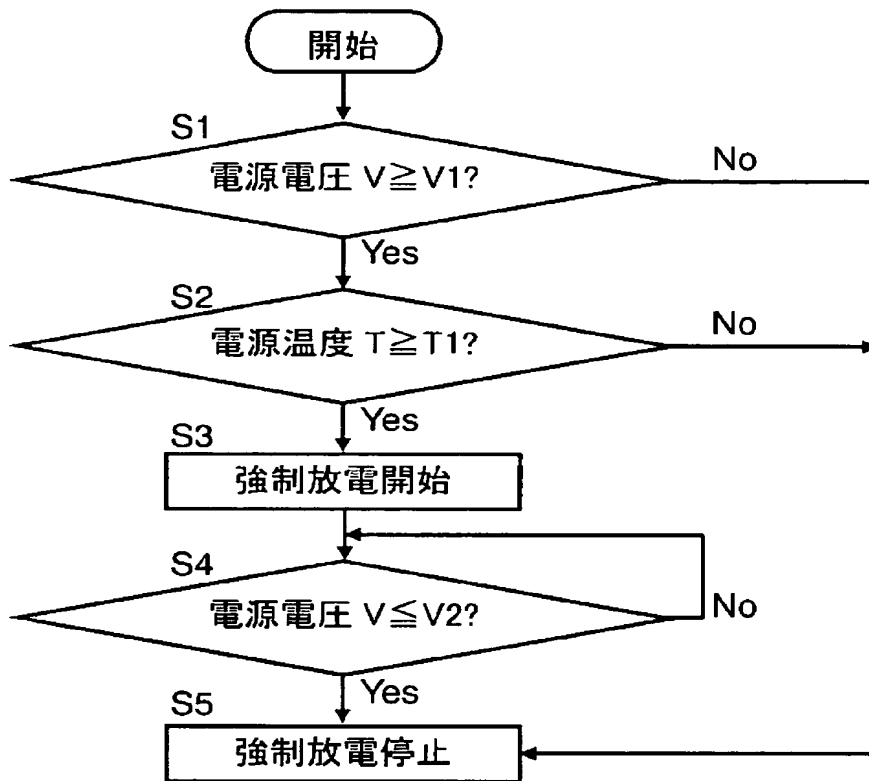 開始
S1
電源電圧 V≧V1?
No
Yes
S2
電源温度 T≧T1?
No
Yes
S3
強制放電開始
S4
電源電圧 V≦V2?
No
Yes
S5
強制放電停止